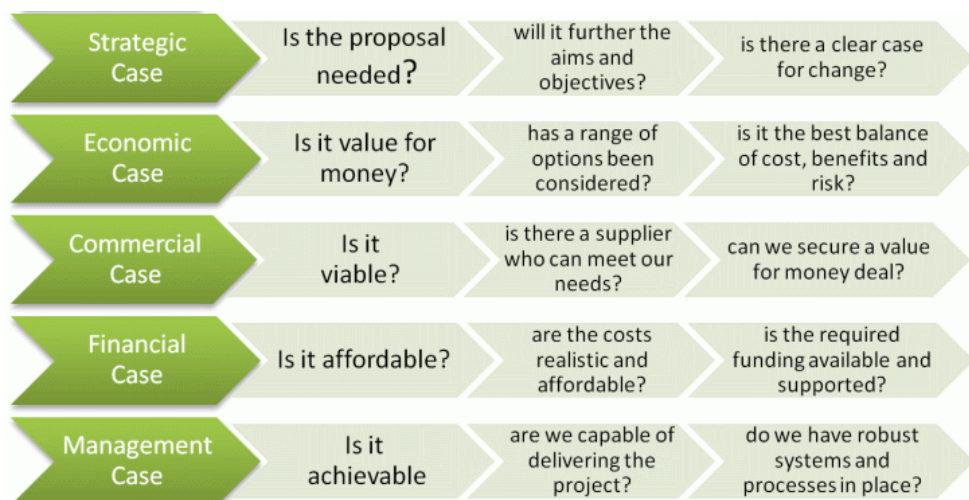 Strategic
Case
Is the proposal
needed?
will it further the
aims and
objectives?
is there a clear case
for change?
Economic
Case
Is it value for
money?
has a range of
options been
considered?
is it the best balance
of cost, benefits and
risk?
Commercial
Case
Is it
viable?
is there a supplier
who can meet our
needs?
can we secure a value
for money deal?
Financial
Case
Is it affordable?
are the costs
realistic and
affordable?
is the required
funding available and
supported?
Management
Case
Is it
achievable
are we capable of
delivering the
project?
do we have robust
systems and
processes in place?